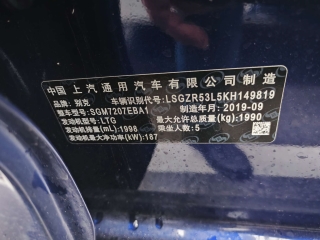 中国上汽通用汽车有限公司制造
品牌:别克 车辆识别代号:LSGZR53L5KH149819
整车型号:SGM7207EBA1 制造年月:2019-09
发动机型号:LTG 最大允许总质量(kg):1990
发动机排量(mL):1998 乘坐人数:5
发动机最大净功率(kW):187